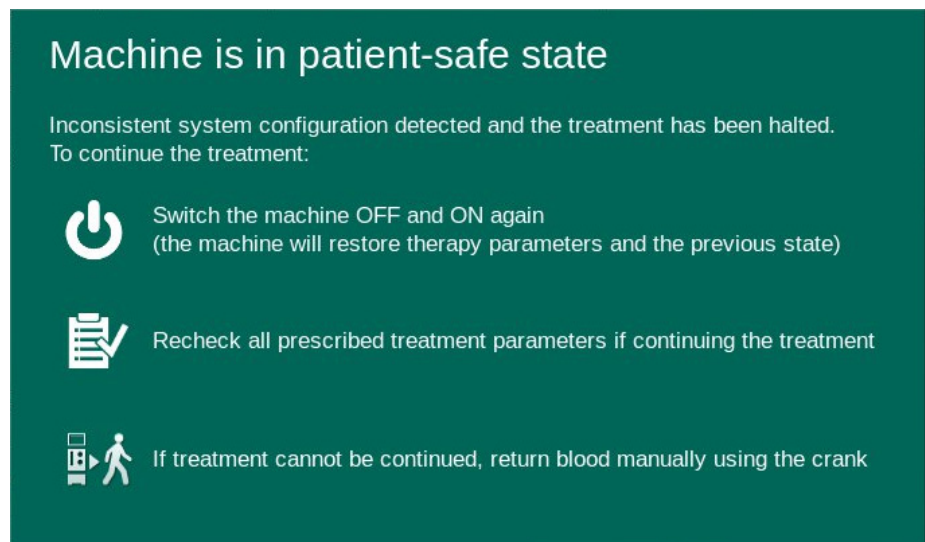 Machine is in patient-safe state
Inconsistent system configuration detected and the treatment has been halted.
To continue the treatment:
Switch the machine OFF and ON again
(the machine will restore therapy parameters and the previous state)
Recheck all prescribed treatment parameters if continuing the treatment
If treatment cannot be continued, return blood manually using the crank